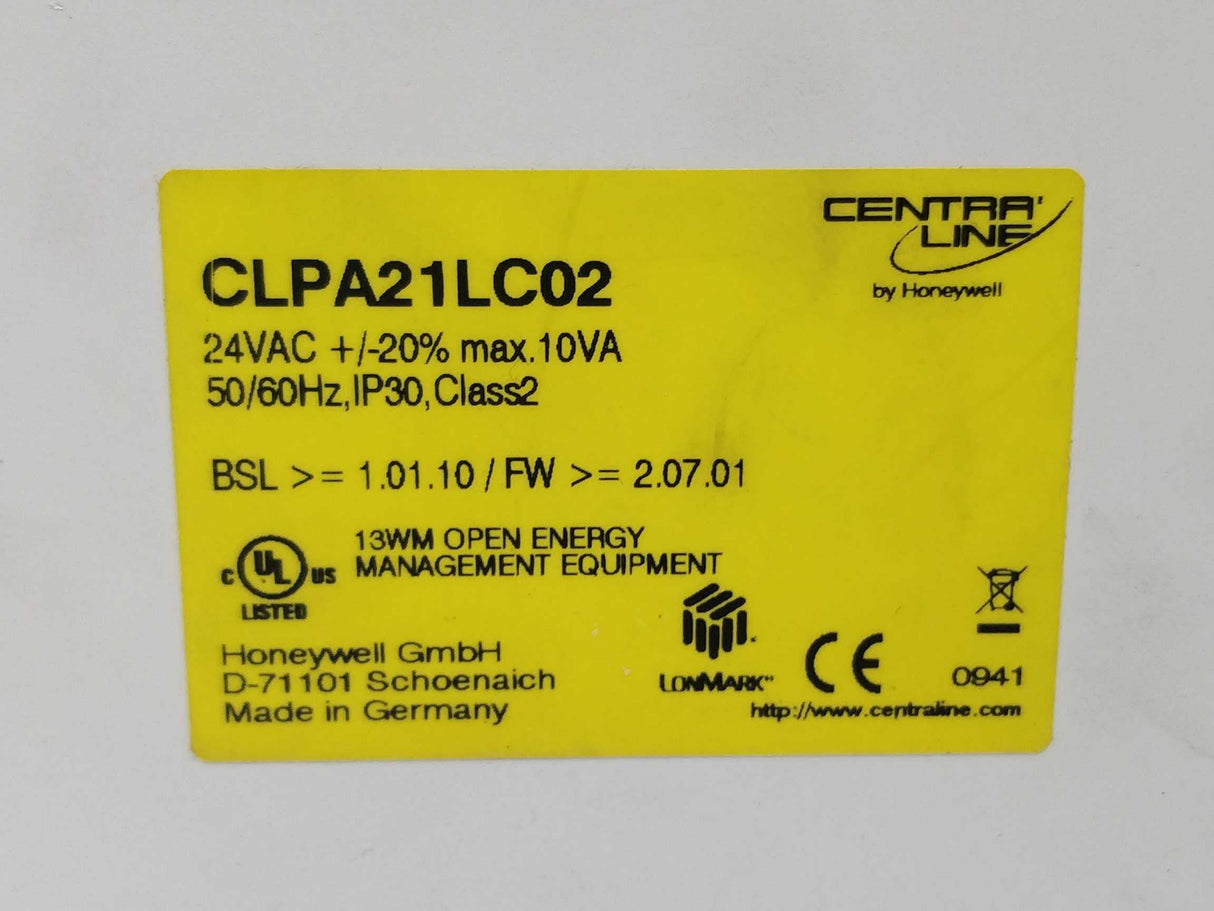 CENTRA'
LINE
by Honeywell
CLPA21LC02
24VAC +/-20% max.10VA
50/60Hz,IP30,Class2
BSL >= 1.01.10 / FW >= 2.07.01
C UL US
LISTED
13WM OPEN ENERGY
MANAGEMENT EQUIPMENT
Honeywell GmbH
D-71101 Schoenaich
Made in Germany
LONMARK™
CE
0941
http://www.centraline.com